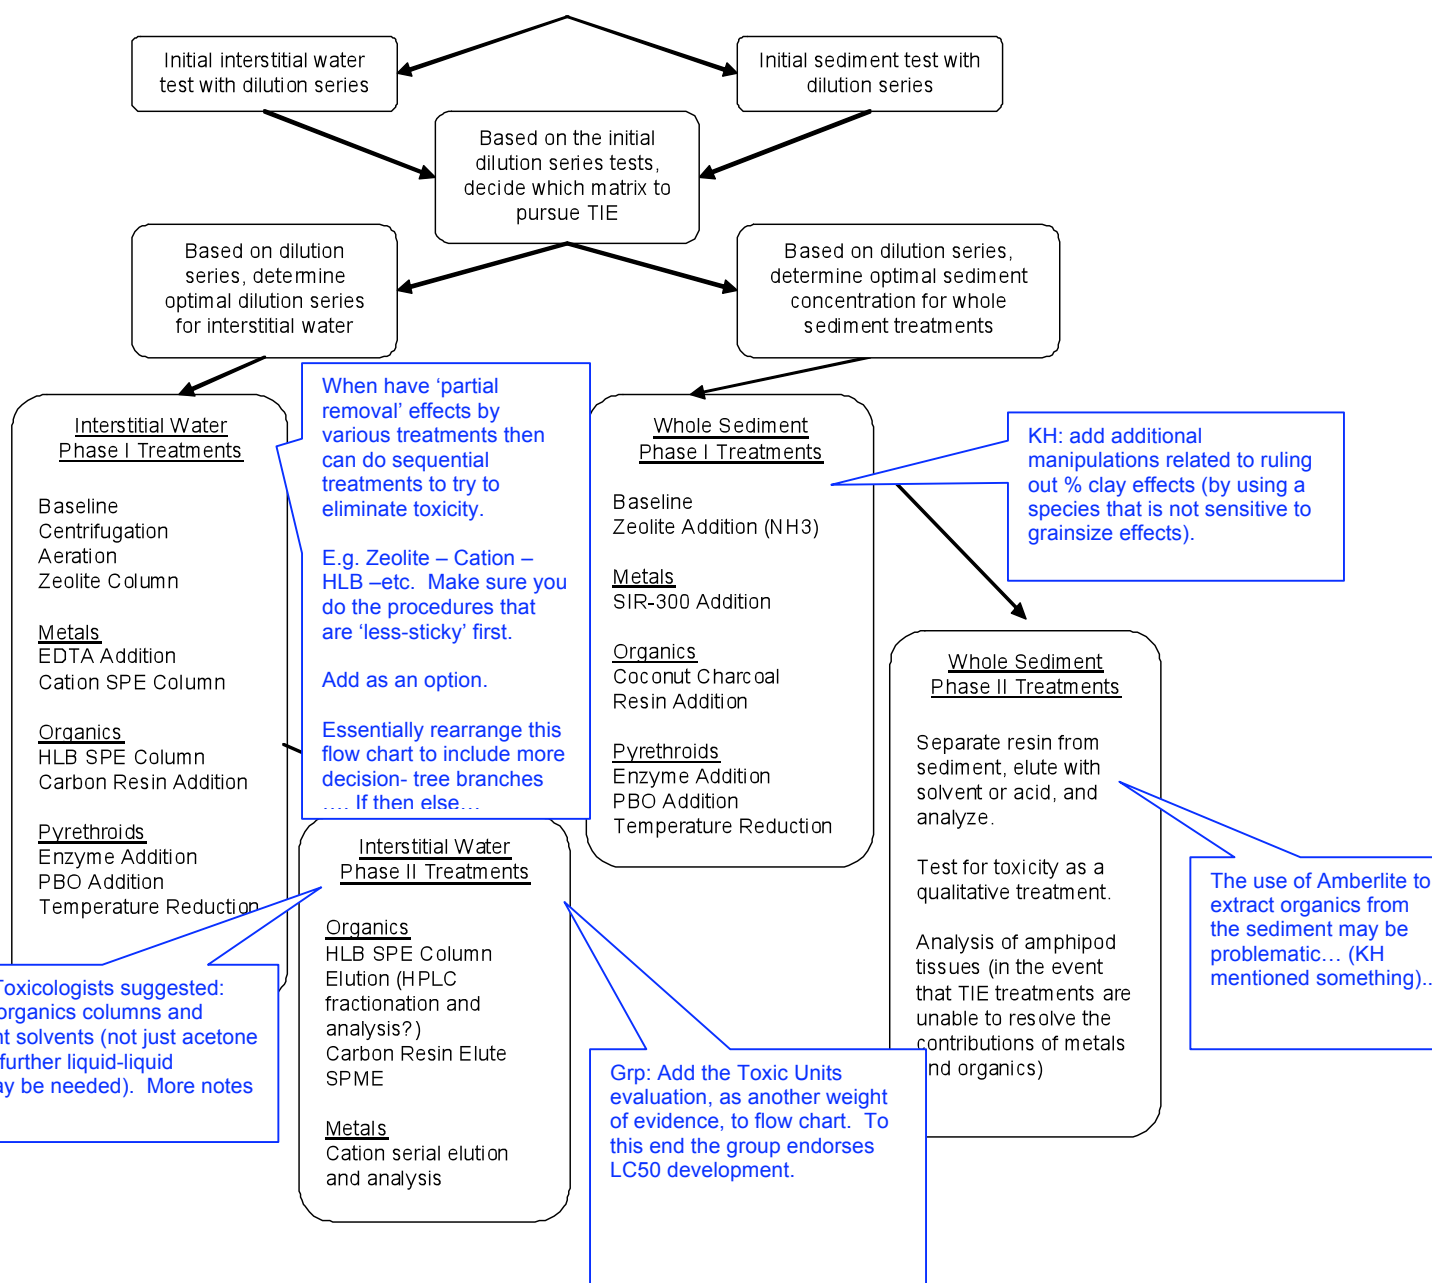 Initial interstitial water
test with dilution series
Initial sediment test with
dilution series
Based on the initial
dilution series tests,
decide which matrix to
pursue TIE
Based on dilution
series, determine
optimal dilution series
for interstitial water
Based on dilution series,
determine optimal sediment
concentration for whole
sediment treatments
Interstitial Water
Phase I Treatments
Baseline
Centrifugation
Aeration
Zeolite Column
Metals
EDTA Addition
Cation SPE Column
Organics
HLB SPE Column
Carbon Resin Addition
Pyrethroids
Enzyme Addition
PBO Addition
Temperature Reduction
When have ‘partial
removal’ effects by
various treatments then
can do sequential
treatments to try to
eliminate toxicity.
E.g. Zeolite – Cation –
HLB –etc.  Make sure you
do the procedures that
are ‘less-sticky’ first.
Add as an option.
Essentially rearrange this
flow chart to include more
decision- tree branches
…. If then else…
Whole Sediment
Phase I Treatments
Baseline
Zeolite Addition (NH3)
Metals
SIR-300 Addition
Organics
Coconut Charcoal
Resin Addition
Pyrethroids
Enzyme Addition
PBO Addition
Temperature Reduction
KH: add additional
manipulations related to ruling
out % clay effects (by using a
species that is not sensitive to
grainsize effects).
Whole Sediment
Phase II Treatments
Separate resin from
sediment, elute with
solvent or acid, and
analyze.
Test for toxicity as a
qualitative treatment.
Analysis of amphipod
tissues (in the event
that TIE treatments are
unable to resolve the
contributions of metals
and organics)
The use of Amberlite to
extract organics from
the sediment may be
problematic… (KH
mentioned something)..
Interstitial Water
Phase II Treatments
Organics
HLB SPE Column
Elution (HPLC
fractionation and
analysis?)
Carbon Resin Elute
SPME
Metals
Cation serial elution
and analysis
Toxicologists suggested:
organics columns and
solvents (not just acetone
further liquid-liquid
be needed).  More notes
Grp: Add the Toxic Units
evaluation, as another weight
of evidence, to flow chart.  To
this end the group endorses
LC50 development.